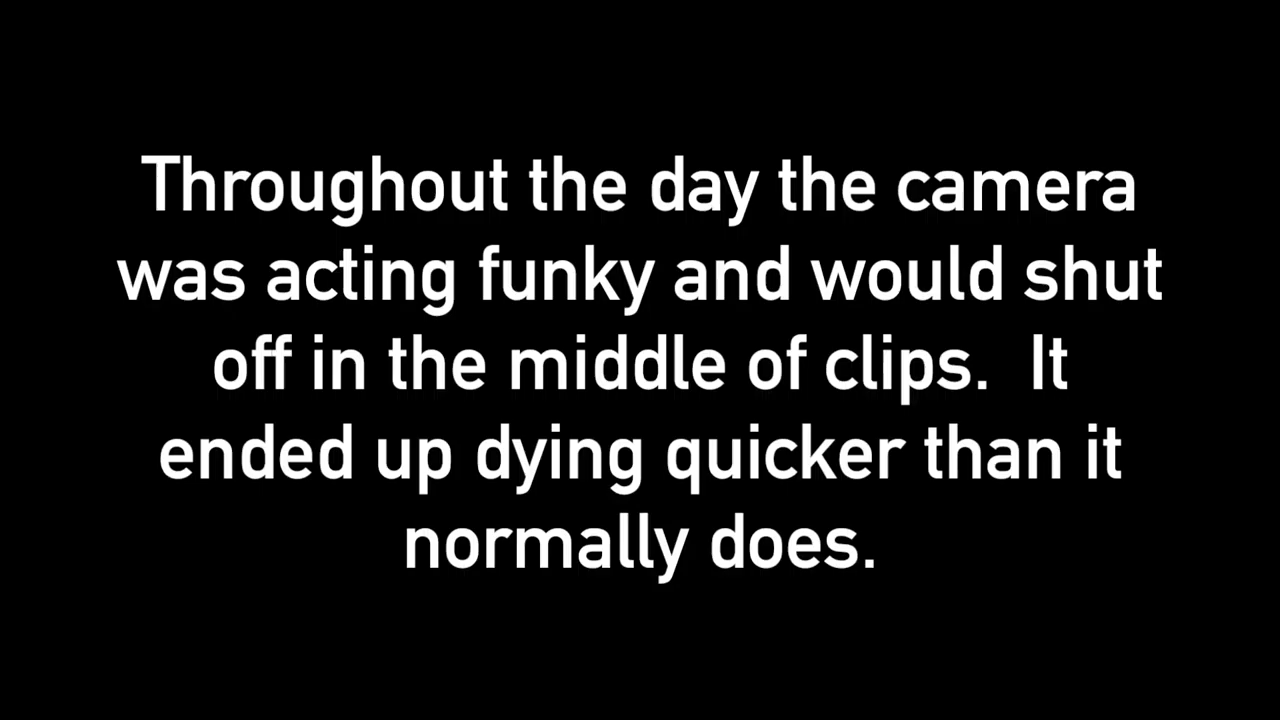 Throughout the day the camera
was acting funky and would shut
off in the middle of clips.  It
ended up dying quicker than it
normally does.